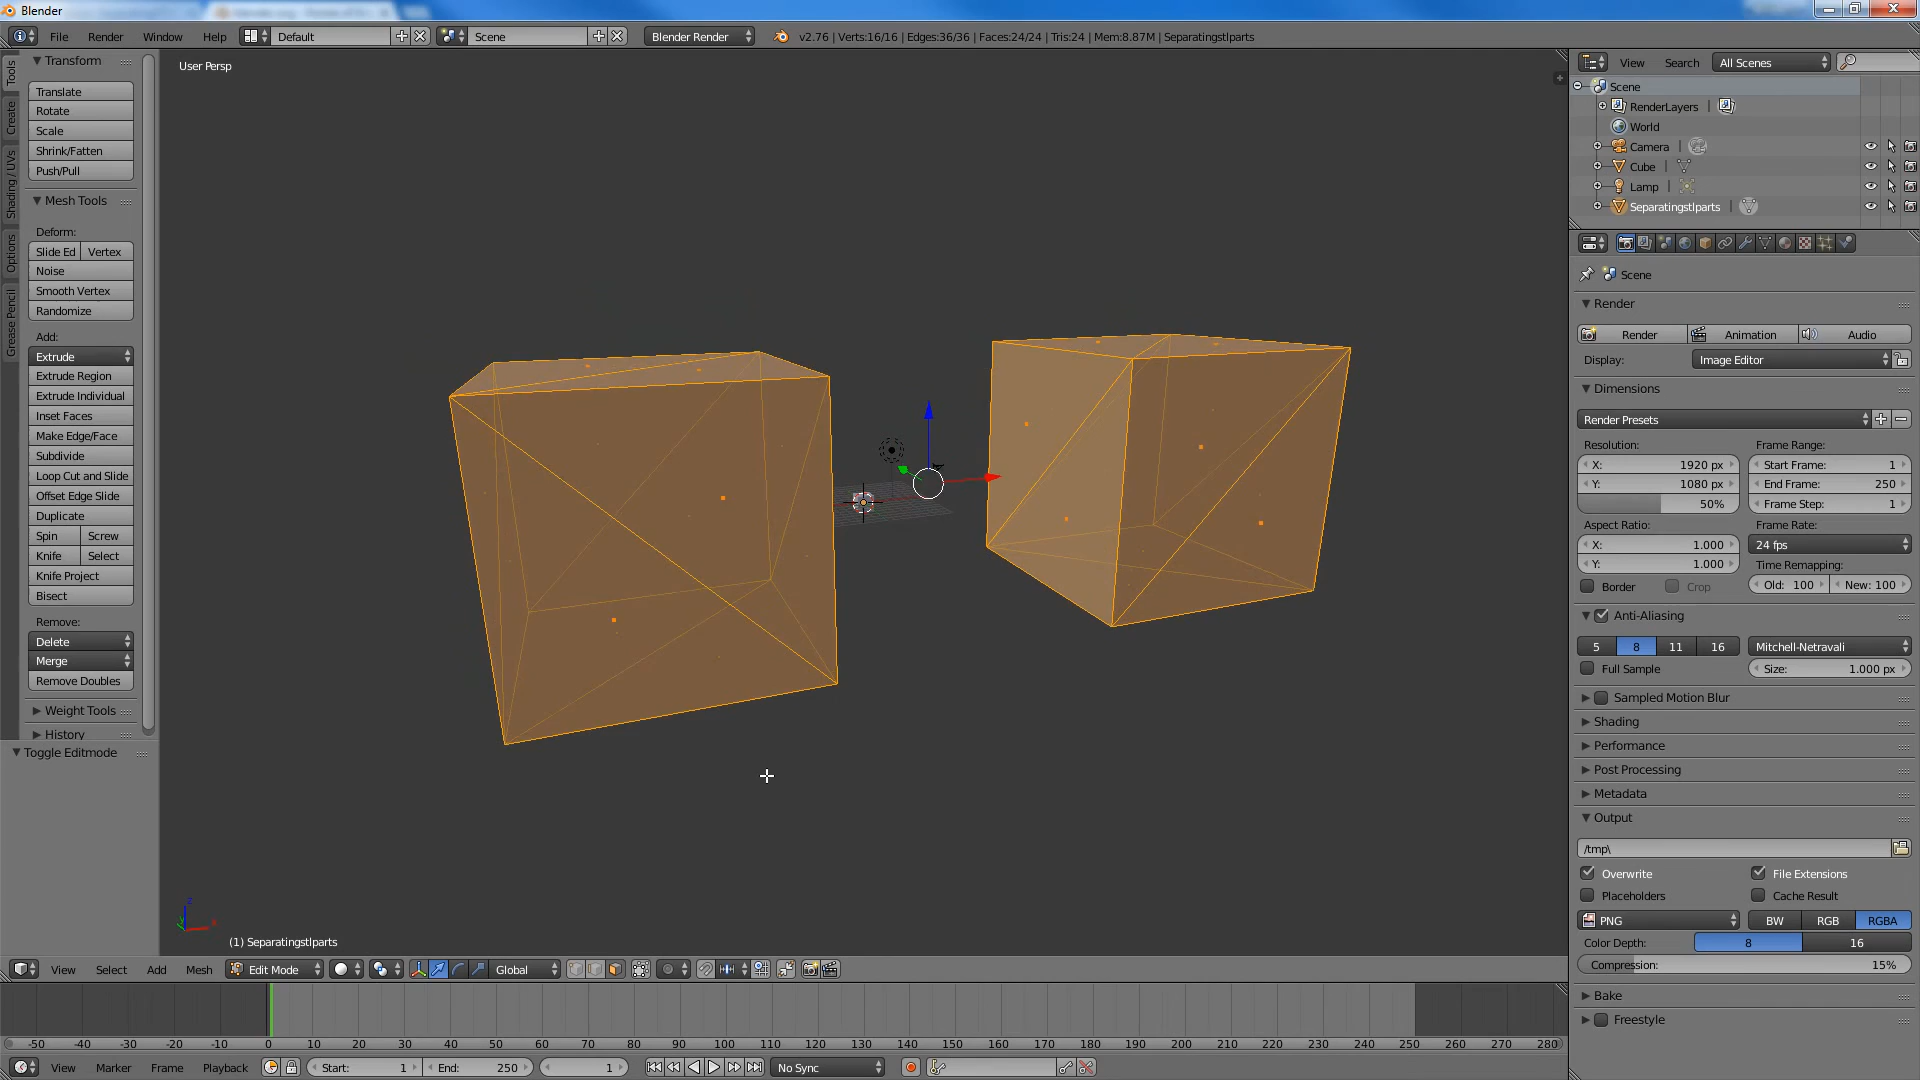 Blender
File Render Window Help Default Scene Blender Render v2.76 | Verts:16/16 | Edges:36/36 | Faces:24/24 | Tris:24 | Mem:8.87M | Separatingstlparts
Tools
Create
Shading / UVs
Options
Grease Pencil
Transform
Translate
Rotate
Scale
Shrink/Fatten
Push/Pull
Mesh Tools
Deform:
Slide Ed Vertex
Noise
Smooth Vertex
Randomize
Add:
Extrude
Extrude Region
Extrude Individual
Inset Faces
Make Edge/Face
Subdivide
Loop Cut and Slide
Offset Edge Slide
Duplicate
Spin Screw
Knife Select
Knife Project
Bisect
Remove:
Delete
Merge
Remove Doubles
Weight Tools
History
Toggle Editmode
User Persp
(1) Separatingstlparts
View Select Add Mesh Edit Mode Global
View Search All Scenes
Scene
RenderLayers |
World
Camera |
Cube |
Lamp |
Separatingstlparts |
Scene
Render
Render Animation Audio
Display: Image Editor
Dimensions
Render Presets
Resolution: Frame Range:
X: 1920 px Start Frame: 1
Y: 1080 px End Frame: 250
50% Frame Step: 1
Aspect Ratio: Frame Rate:
X: 1.000 24 fps
Y: 1.000 Time Remapping:
Border Crop Old: 100 New: 100
Anti-Aliasing
5 8 11 16 Mitchell-Netravali
Full Sample Size: 1.000 px
Sampled Motion Blur
Shading
Performance
Post Processing
Metadata
Output
/tmp\
Overwrite File Extensions
Placeholders Cache Result
PNG BW RGB RGBA
Color Depth: 8 16
Compression: 15%
Bake
Freestyle
-50 -40 -30 -20 -10 0 10 20 30 40 50 60 70 80 90 100 110 120 130 140 150 160 170 180 190 200 210 220 230 240 250 260 270 280
View Marker Frame Playback Start: 1 End: 250 1 No Sync